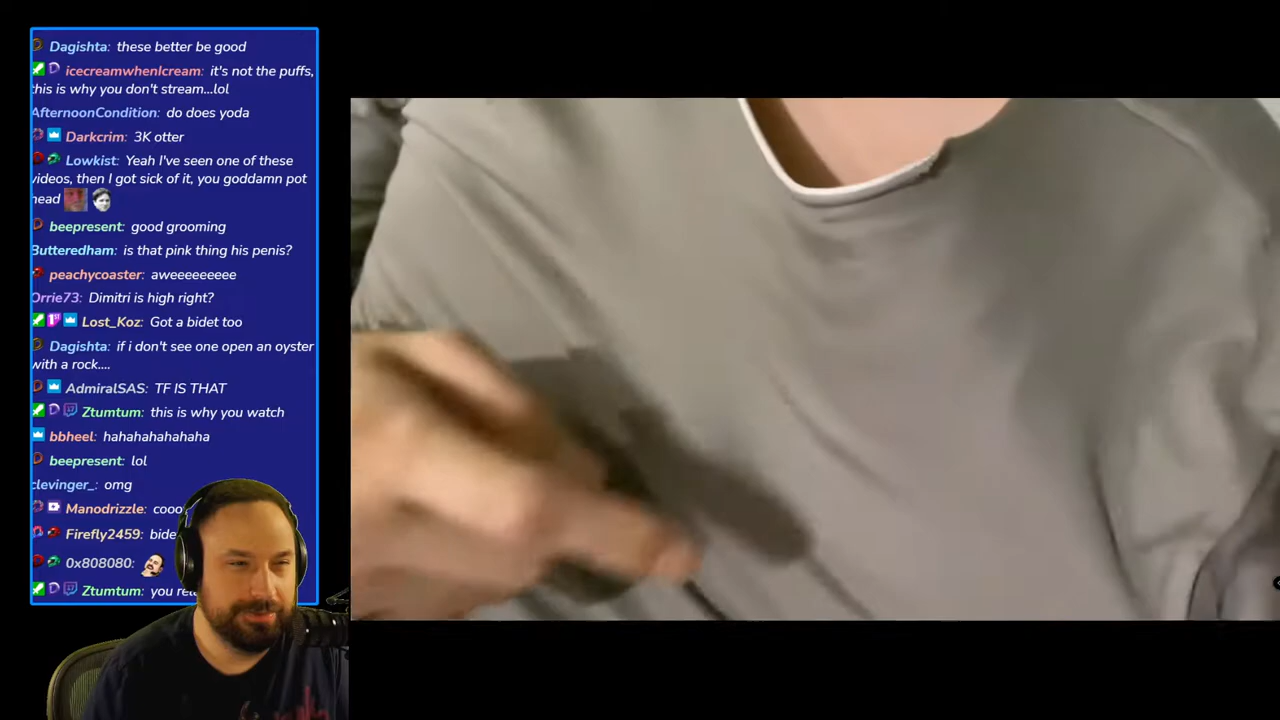 Dagishta: these better be good
icecreamwhenIcream: it's not the puffs,
this is why you don't stream...lol
AfternoonCondition: do does yoda
Darkcrim: 3K otter
Lowkist: Yeah I've seen one of these
videos, then I got sick of it, you goddamn pot
head
beepresent: good grooming
Butteredham: is that pink thing his penis?
peachycoaster: aweeeeeeee
Orrie73: Dimitri is high right?
Lost_Koz: Got a bidet too
Dagishta: if i don't see one open an oyster
with a rock....
AdmiralSAS: TF IS THAT
Ztumtum: this is why you watch
bbheel: hahahahahaha
beepresent: lol
clevinger_: omg
Manodrizzle:
Firefly2459:
0x808080:
Ztumtum: you